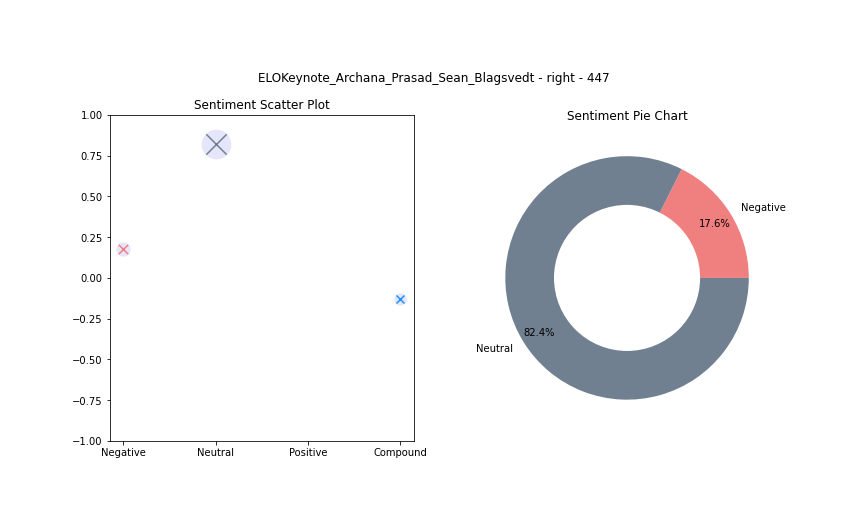 ELOKeynote_Archana_Prasad_Sean_Blagsvedt - right - 447
Sentiment Scatter Plot
1.00
0.75
0.50
0.25
0.00
−0.25
−0.50
−0.75
−1.00
Negative
Neutral
Positive
Compound
Sentiment Pie Chart
Negative
17.6%
82.4%
Neutral